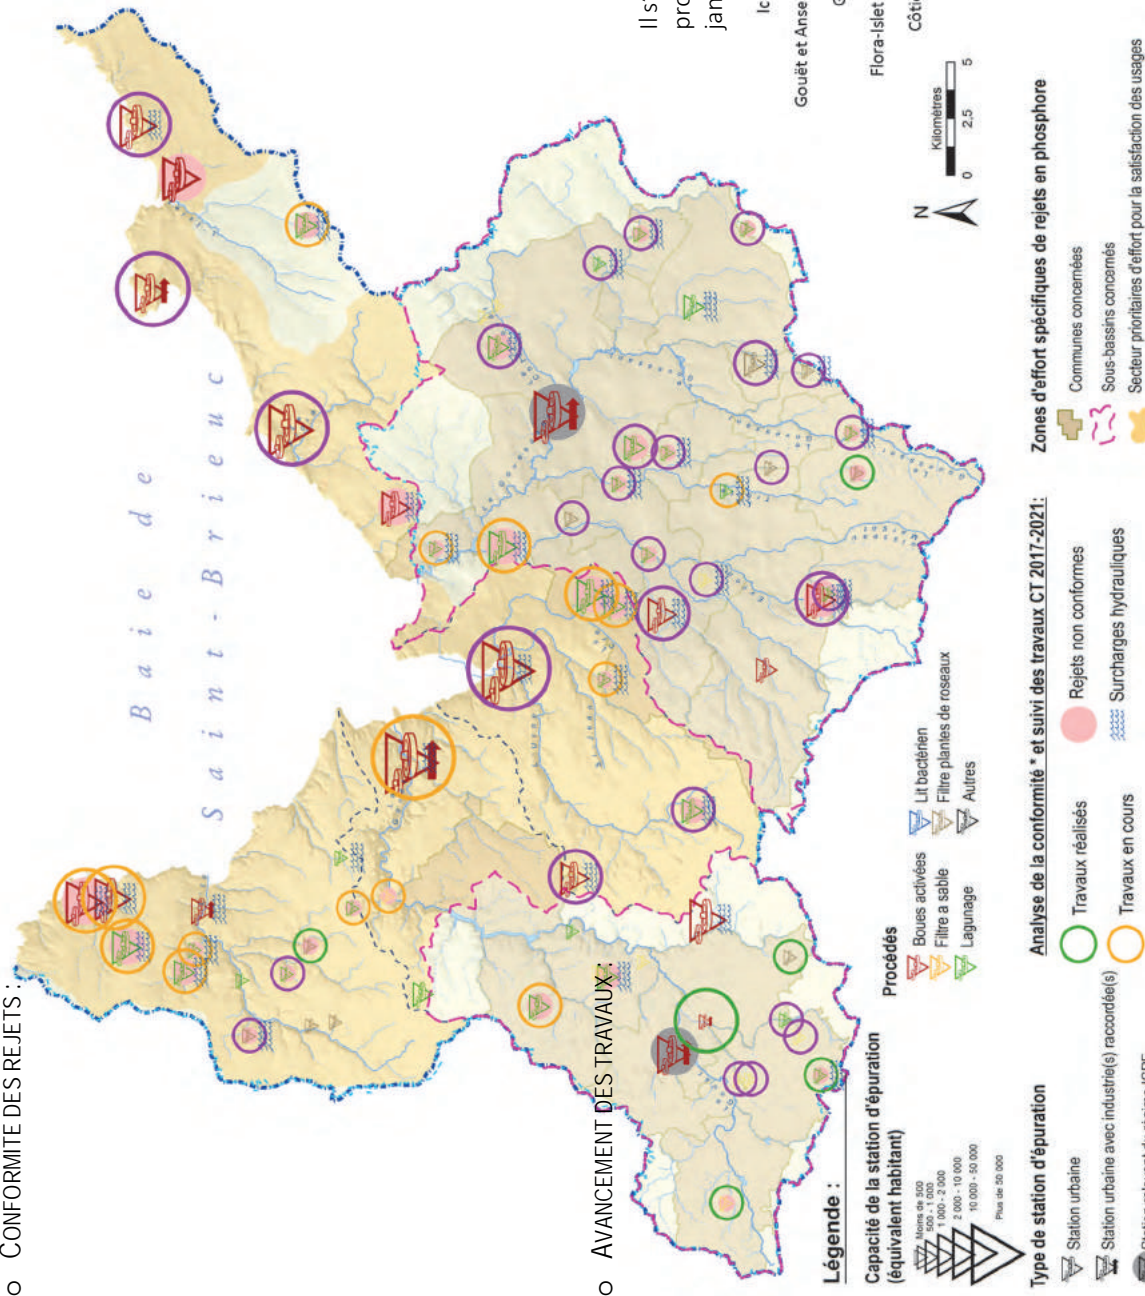 CONFORMITE DES REJETS :
AVANCEMENT DES TRAVAUX :
Baie de
Saint-Brieuc
Il s
pro
jan
Gouët et Anse
Flora-Islet
Côti
N
Kilomètres
0 2,5 5
Légende :
Capacité de la station d'épuration
(équivalent habitant)
Moins de 500
500 - 1 000
1 000 - 2 000
2 000 - 10 000
10 000 - 50 000
Plus de 50 000
Procédés
Boues activées
Filtre a sable
Lagunage
Lit bactérien
Filtre plantes de roseaux
Autres
Type de station d'épuration
Station urbaine
Station urbaine avec industrie(s) raccordée(s)
Analyse de la conformité * et suivi des travaux CT 2017-2021:
Travaux réalisés
Travaux en cours
Rejets non conformes
Surcharges hydrauliques
Zones d'effort spécifiques de rejets en phosphore
Communes concernées
Sous-bassins concernés
Secteur prioritaires d'effort pour la satisfaction des usages